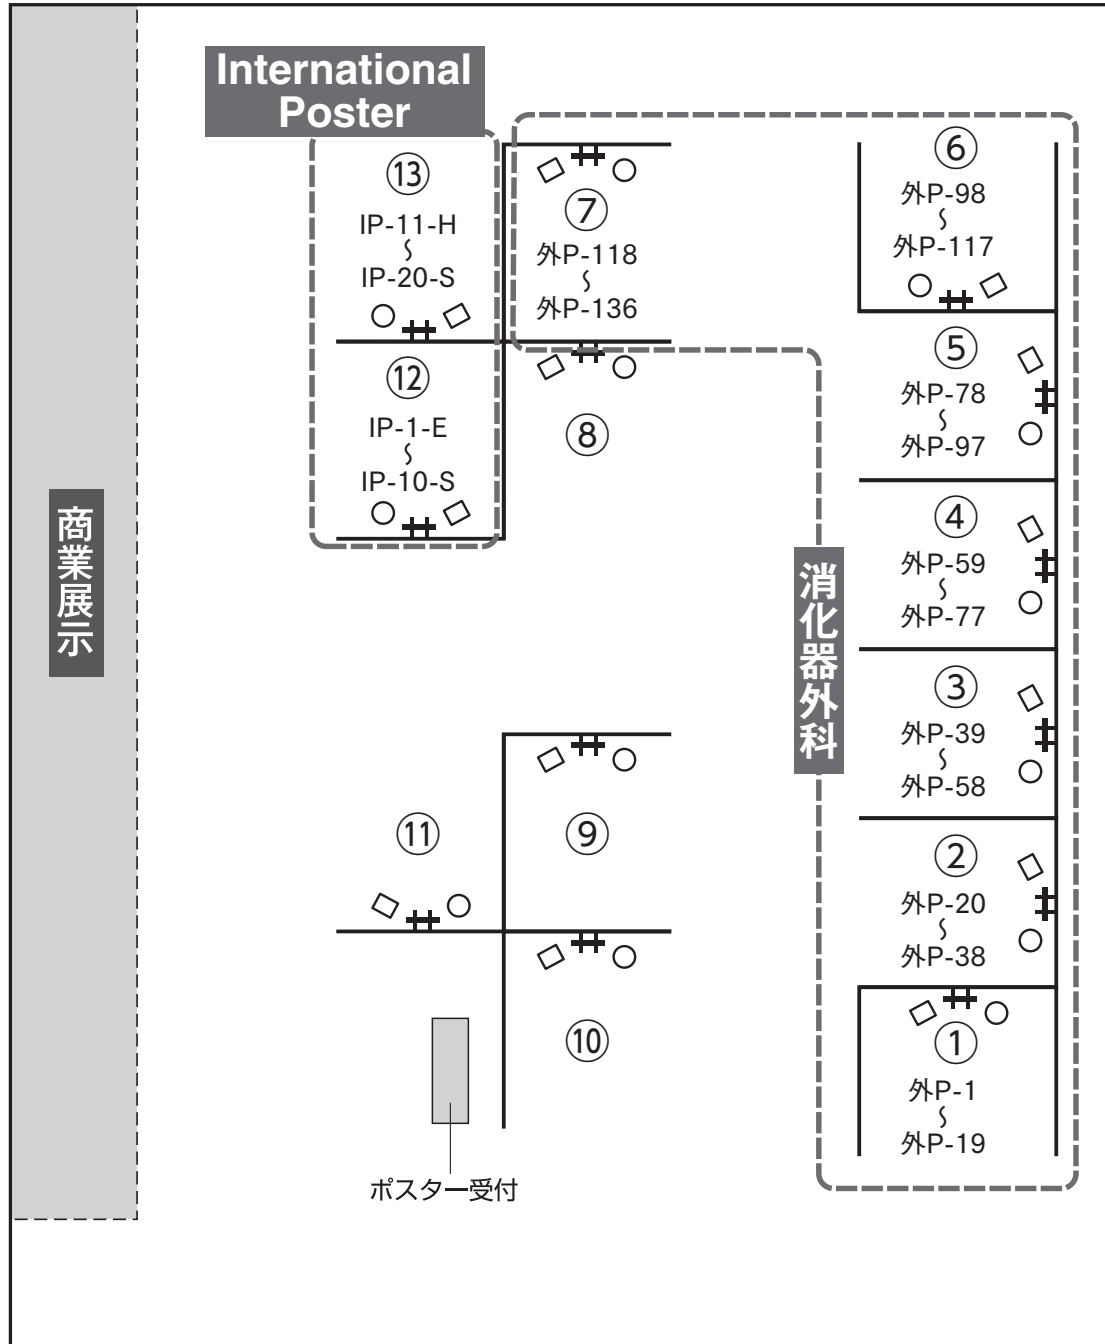 International
Poster
⑬
IP-11-H
〜
IP-20-S
⑫
IP-1-E
〜
IP-10-S
⑦
外P-118
〜
外P-136
⑧
⑥
外P-98
〜
外P-117
⑤
外P-78
〜
外P-97
④
外P-59
〜
外P-77
③
外P-39
〜
外P-58
②
外P-20
〜
外P-38
①
外P-1
〜
外P-19
消化器外科
商業展示
⑪
⑨
⑩
ポスター受付